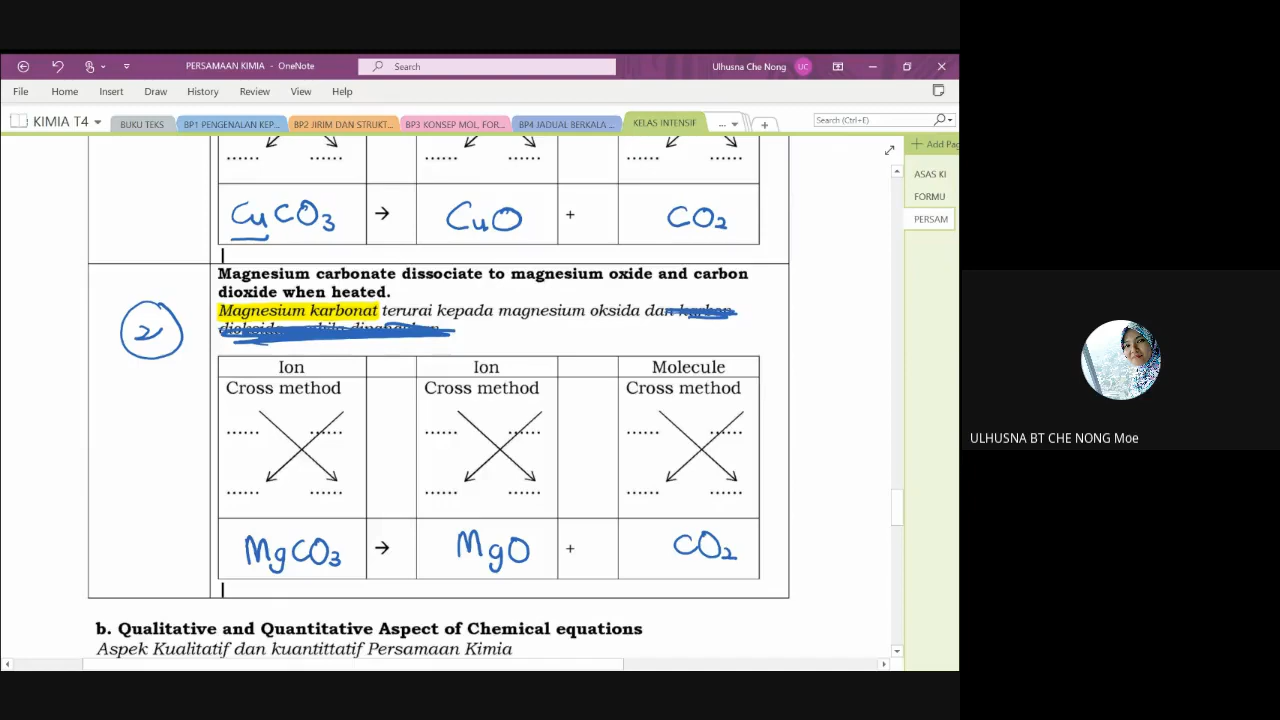 PERSAMAAN KIMIA - OneNote
Search
Ulhusna Che Nong
UC
File Home Insert Draw History Review View Help
KIMIA T4
BUKU TEKS
BP1 PENGENALAN KEP...
BP2 JIRIM DAN STRUKT...
BP3 KONSEP MOL, FOR...
BP4 JADUAL BERKALA ...
KELAS INTENSIF
...
Search (Ctrl+E)
Add Pag
ASAS KI
FORMU
PERSAM
...... ...... ...... ...... ...... ......
CuCO3 → CuO + CO2
2
Magnesium carbonate dissociate to magnesium oxide and carbon
dioxide when heated.
Magnesium karbonat terurai kepada magnesium oksida dan karbon
dioksida
Ion Ion Molecule
Cross method Cross method Cross method
...... ...... ...... ...... ...... ......
...... ...... ...... ...... ...... ......
MgCO3 → MgO + CO2
b. Qualitative and Quantitative Aspect of Chemical equations
Aspek Kualitatif dan kuantittatif Persamaan Kimia
ULHUSNA BT CHE NONG Moe